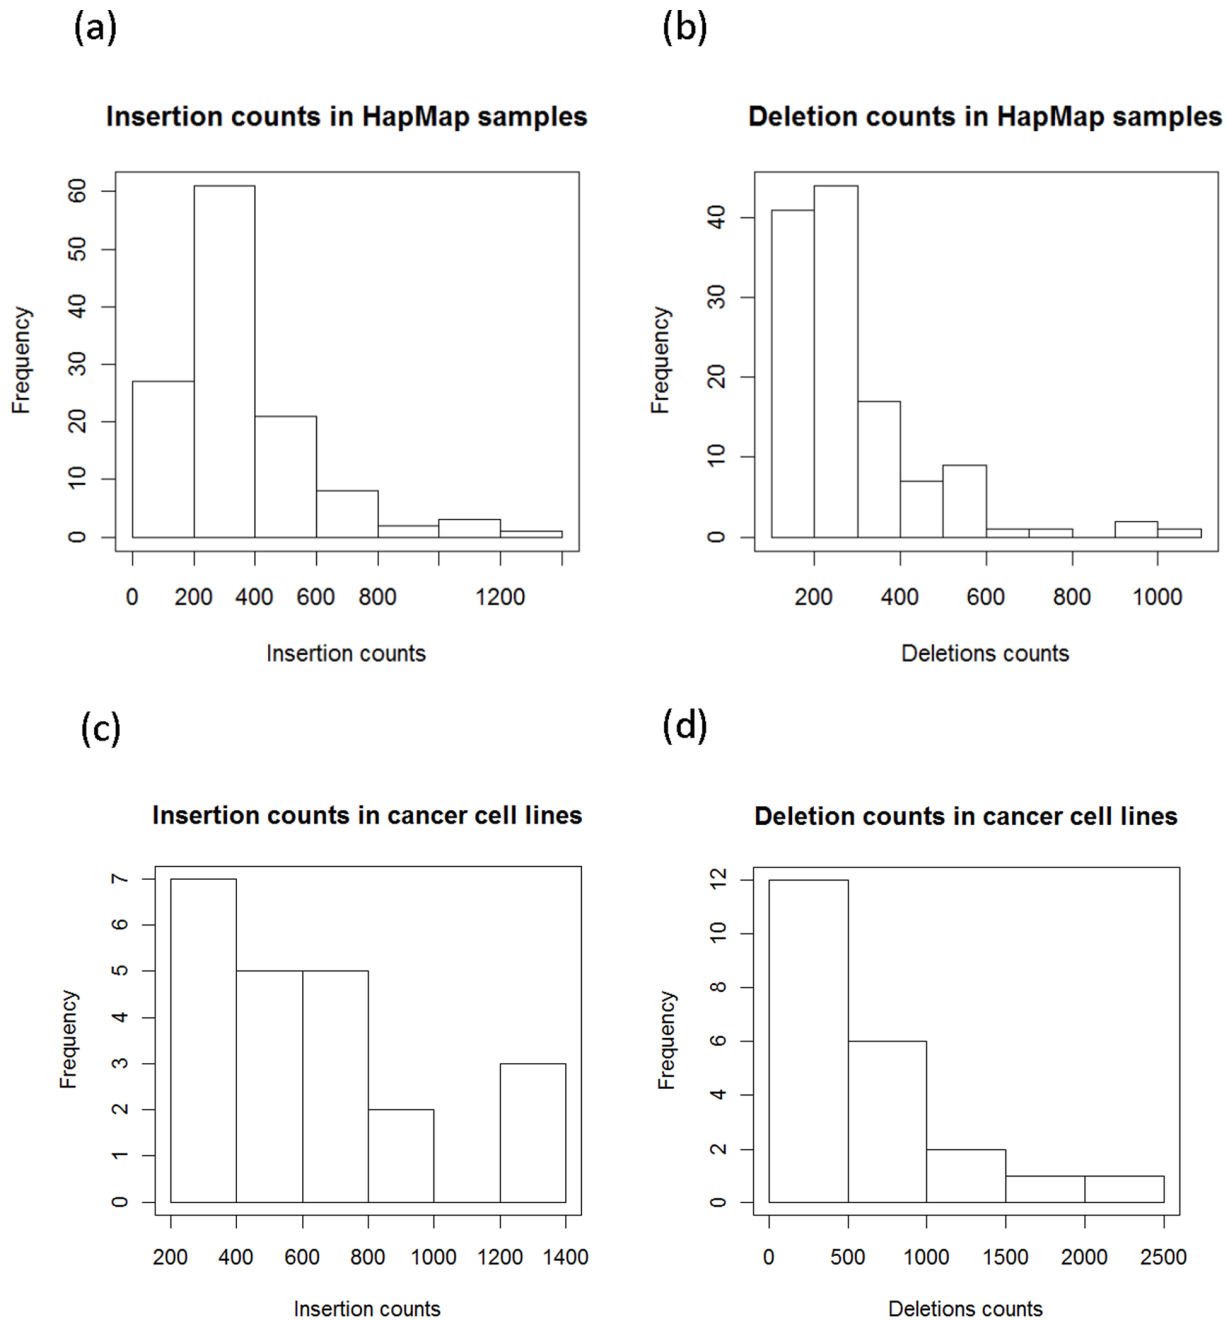 (a)
Insertion counts in HapMap samples
Frequency
60
50
40
30
20
10
0
0 200 400 600 800 1200
Insertion counts
(b)
Deletion counts in HapMap samples
Frequency
40
30
20
10
0
200 400 600 800 1000
Deletions counts
(c)
Insertion counts in cancer cell lines
Frequency
7
6
5
4
3
2
1
0
200 400 600 800 1000 1200 1400
Insertion counts
(d)
Deletion counts in cancer cell lines
Frequency
12
10
8
6
4
2
0
0 500 1000 1500 2000 2500
Deletions counts